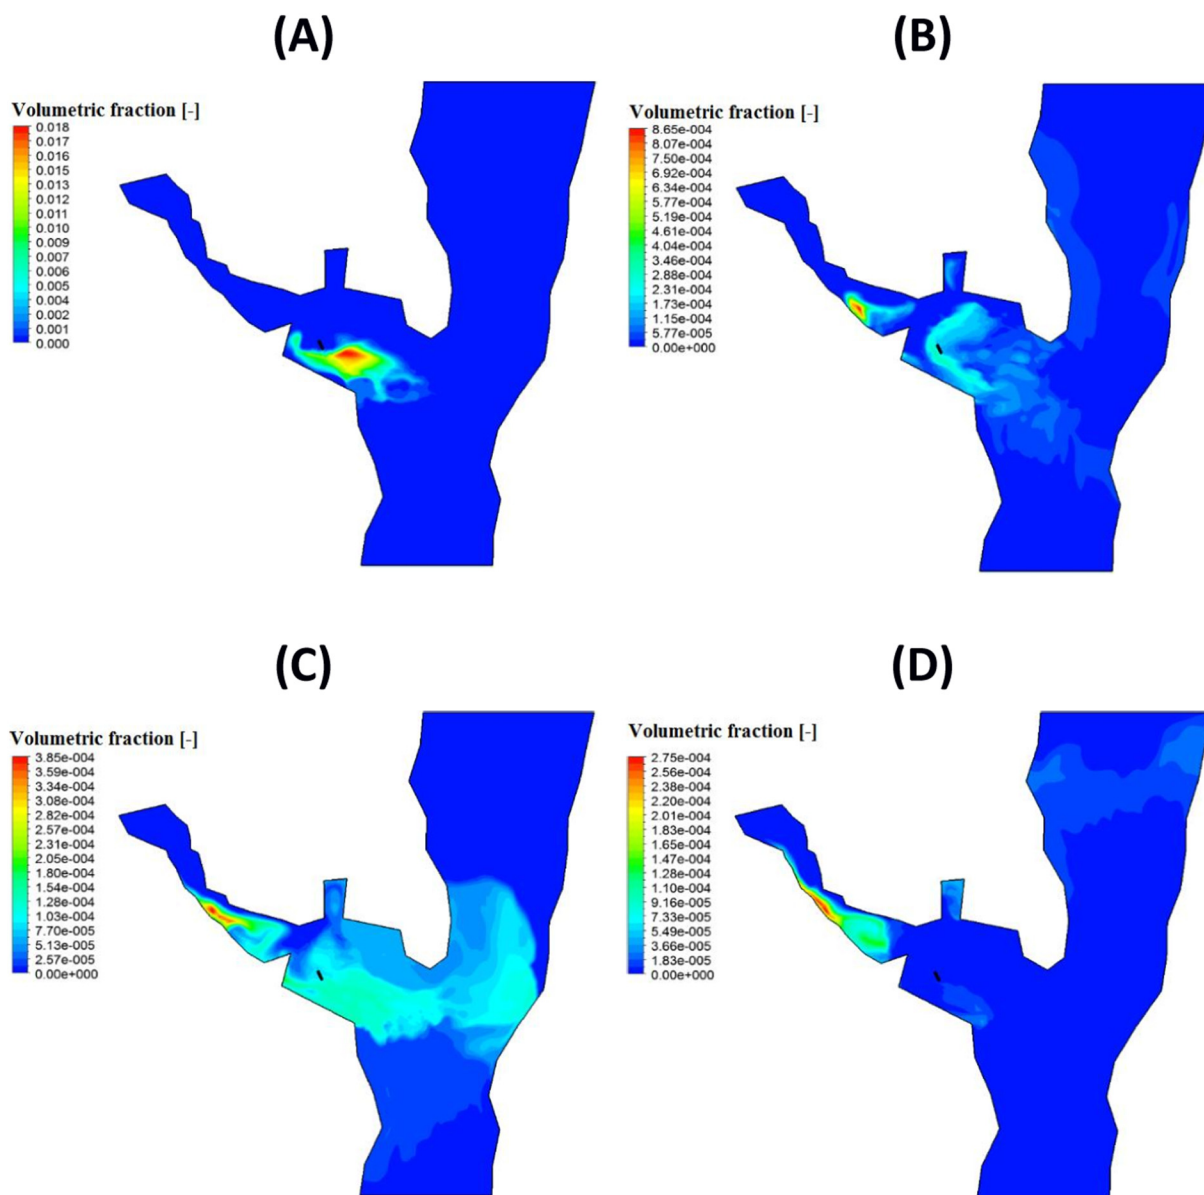 (A)
Volumetric fraction [-]
0.018
0.017
0.016
0.015
0.013
0.012
0.011
0.010
0.009
0.007
0.006
0.005
0.004
0.002
0.001
0.000
(B)
Volumetric fraction [-]
8.65e-004
8.07e-004
7.50e-004
6.92e-004
6.34e-004
5.77e-004
5.19e-004
4.61e-004
4.04e-004
3.46e-004
2.88e-004
2.31e-004
1.73e-004
1.15e-004
5.77e-005
0.00e+000
(C)
Volumetric fraction [-]
3.85e-004
3.59e-004
3.34e-004
3.08e-004
2.82e-004
2.57e-004
2.31e-004
2.05e-004
1.80e-004
1.54e-004
1.28e-004
1.03e-004
7.70e-005
5.13e-005
2.57e-005
0.00e+000
(D)
Volumetric fraction [-]
2.75e-004
2.56e-004
2.38e-004
2.20e-004
2.01e-004
1.83e-004
1.65e-004
1.47e-004
1.28e-004
1.10e-004
9.16e-005
7.33e-005
5.49e-005
3.66e-005
1.83e-005
0.00e+000